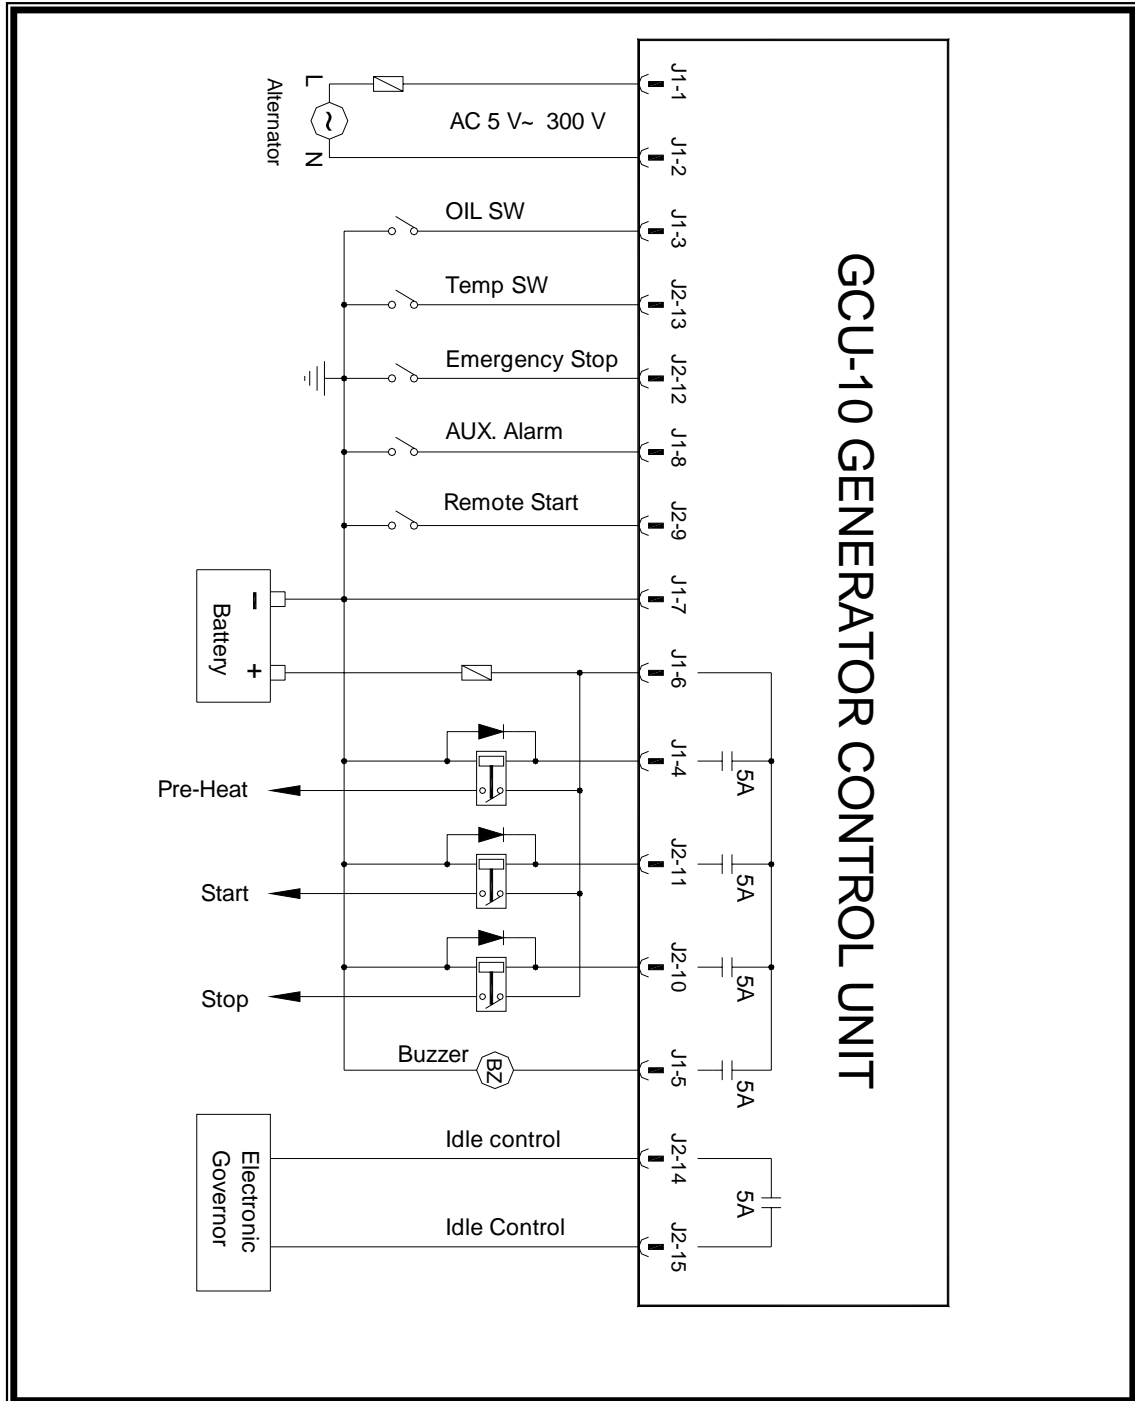 GCU-10 GENERATOR CONTROL UNIT
L
Alternator
~
N
AC 5 V~ 300 V
J1-1
J1-2
OIL SW
J1-3
Temp SW
J2-13
Emergency Stop
J2-12
AUX. Alarm
J1-8
Remote Start
J2-9
J1-7
Battery
-
+
J1-6
Pre-Heat
J1-4
5A
Start
J2-11
5A
Stop
J2-10
5A
Buzzer
BZ
J1-5
5A
Electronic
Governor
Idle control
J2-14
5A
Idle Control
J2-15